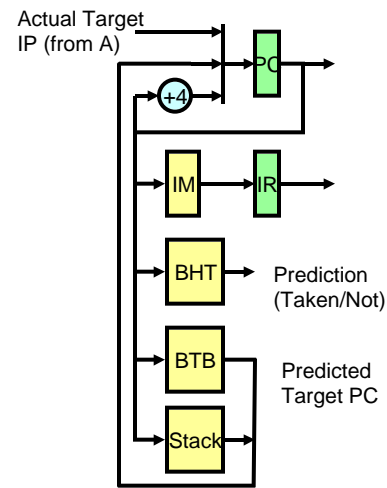 Actual Target
IP (from A)
PC
+4
IM
IR
BHT
Prediction
(Taken/Not)
BTB
Predicted
Target PC
Stack